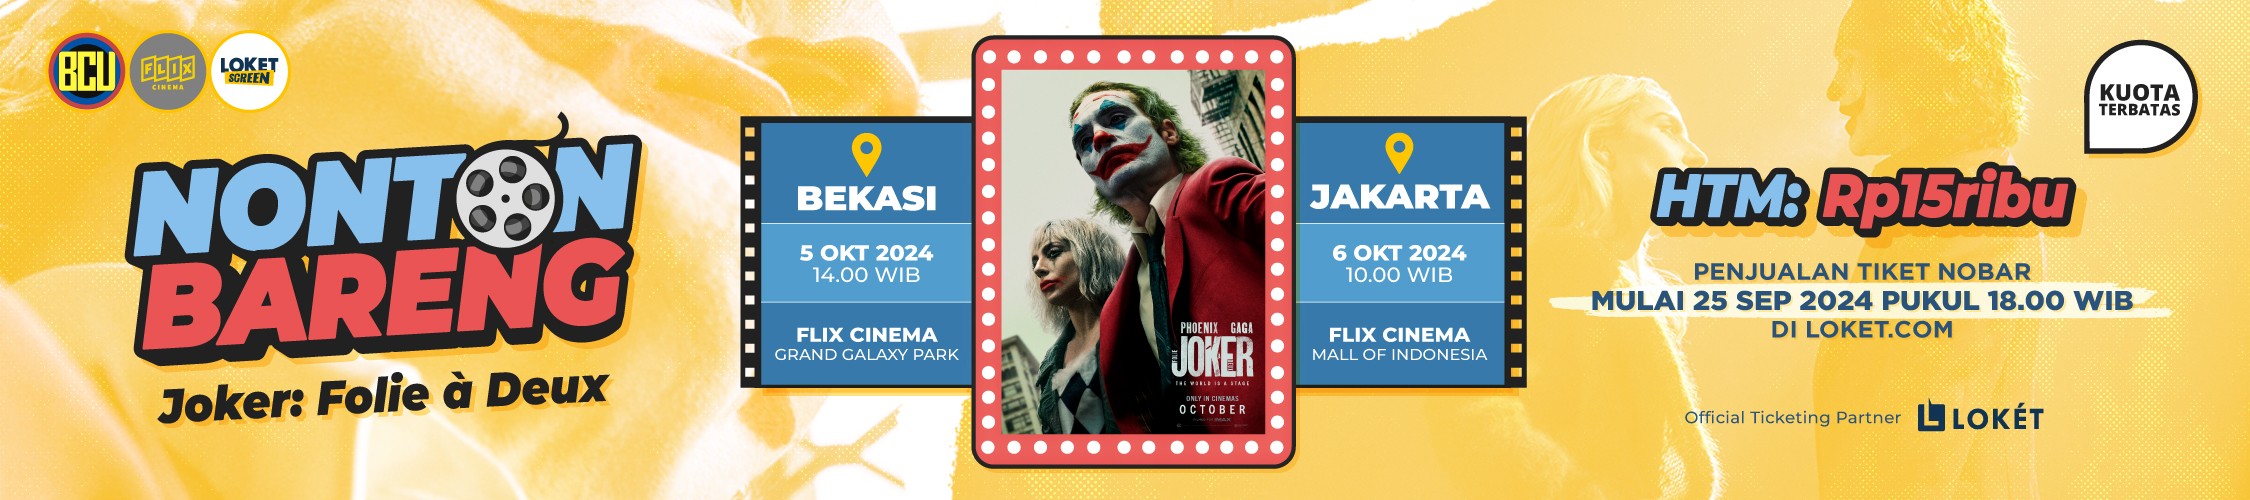 BCU
FLIX
CINEMA
LOKET
SCREEN
NONTON
BARENG
Joker: Folie à Deux
BEKASI
5 OKT 2024
14.00 WIB
FLIX CINEMA
GRAND GALAXY PARK
PHOENIX GAGA
JOKER
THE WORLD IS A STAGE
ONLY IN CINEMAS
OCTOBER
JAKARTA
6 OKT 2024
10.00 WIB
FLIX CINEMA
MALL OF INDONESIA
KUOTA
TERBATAS
HTM: Rp15ribu
PENJUALAN TIKET NOBAR
MULAI 25 SEP 2024 PUKUL 18.00 WIB
DI LOKET.COM
Official Ticketing Partner LOKÉT